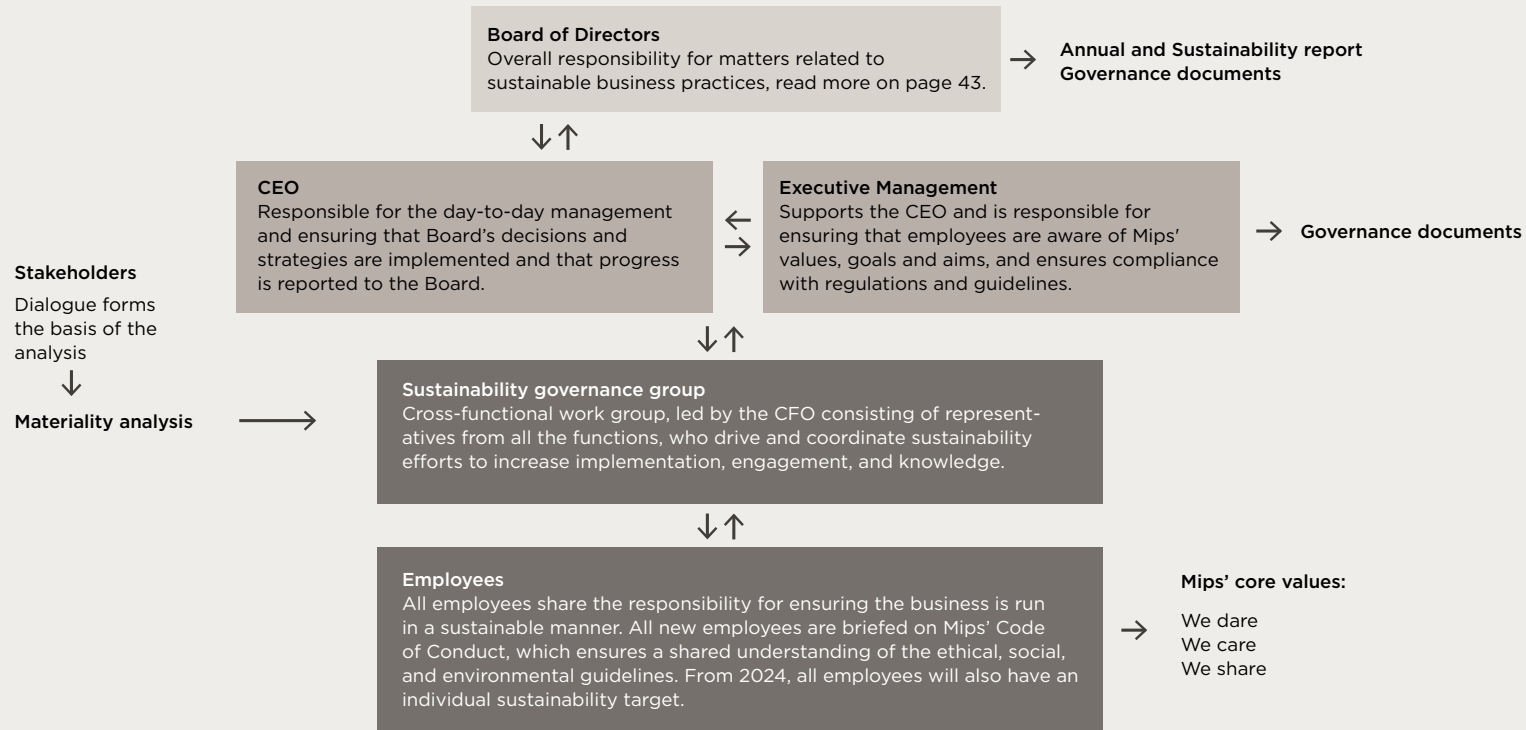 Board of Directors
Overall responsibility for matters related to
sustainable business practices, read more on page 43.
Annual and Sustainability report
Governance documents
CEO
Responsible for the day-to-day management
and ensuring that Board’s decisions and
strategies are implemented and that progress
is reported to the Board.
Executive Management
Supports the CEO and is responsible for
ensuring that employees are aware of Mips'
values, goals and aims, and ensures compliance
with regulations and guidelines.
Governance documents
Stakeholders
Dialogue forms
the basis of the
analysis
Materiality analysis
Sustainability governance group
Cross-functional work group, led by the CFO consisting of represent-
atives from all the functions, who drive and coordinate sustainability
efforts to increase implementation, engagement, and knowledge.
Employees
All employees share the responsibility for ensuring the business is run
in a sustainable manner. All new employees are briefed on Mips’ Code
of Conduct, which ensures a shared understanding of the ethical, social,
and environmental guidelines. From 2024, all employees will also have an
individual sustainability target.
Mips’ core values:
We dare
We care
We share